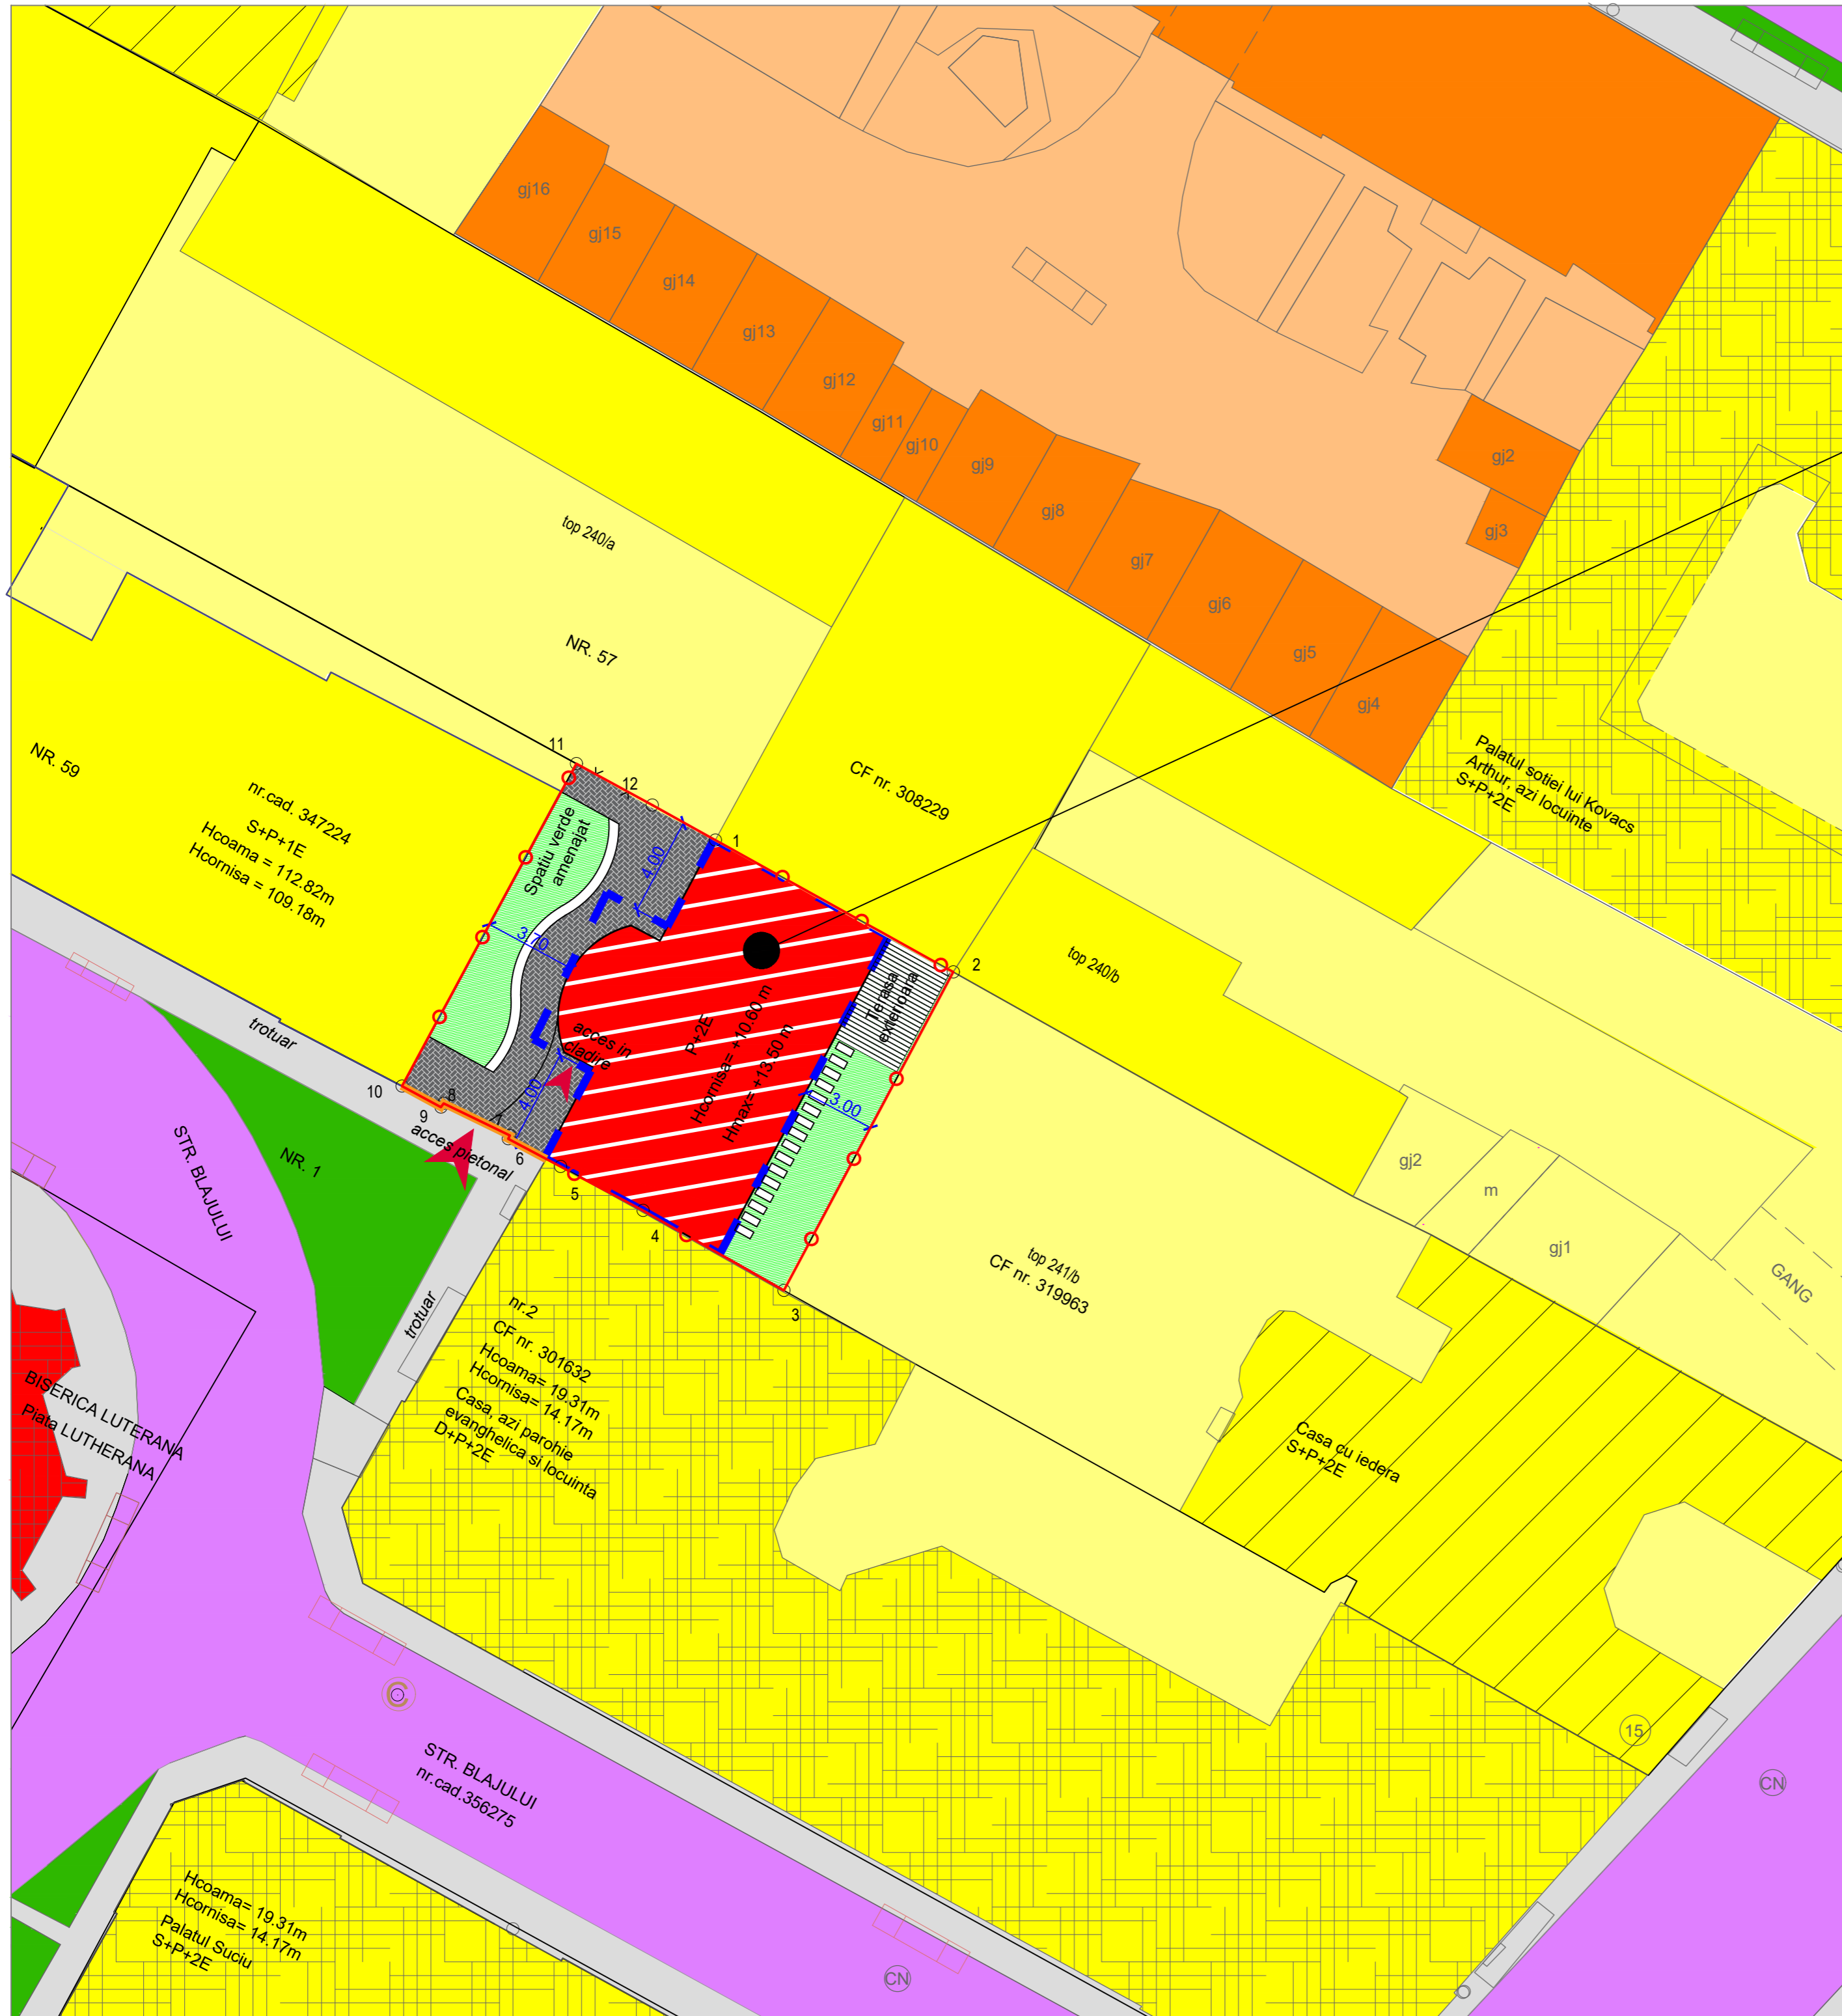 gj16
gj15
gj14
gj13
gj12
gj11
gj10
gj9
gj8
gj7
gj6
gj5
gj4
gj2
gj3
top 240/a
NR. 57
NR. 59
nr.cad. 347224
S+P+1E
Hcoama = 112.82m
Hcornisa = 109.18m
CF nr. 308229
Palatul sotiei lui Kovacs
Arthur, azi locuinte
S+P+2E
11
12
1
2
Spatiu verde
amenajat
4.00
3.70
Terasa
exterioara
top 240/b
acces in
cladire
P+2E
Hcornisa= +10.60 m
Hmax= +13.50 m
4.00
3.00
trotuar
10
9
8
7
6
5
4
3
acces pietonal
STR. BLAJULUI
NR. 1
trotuar
gj2
m
gj1
GANG
top 241/b
CF nr. 319963
nr.2
CF nr. 301632
Hcoama= 19.31m
Hcornisa= 14.17m
Casa, azi parohie
evanghelica si locuinta
D+P+2E
BISERICA LUTERANA
Piata LUTHERANA
Casa cu iedera
S+P+2E
15
CN
STR. BLAJULUI
nr.cad.356275
Hcoama= 19.31m
Hcornisa= 14.17m
Palatul Suciu
S+P+2E
CN